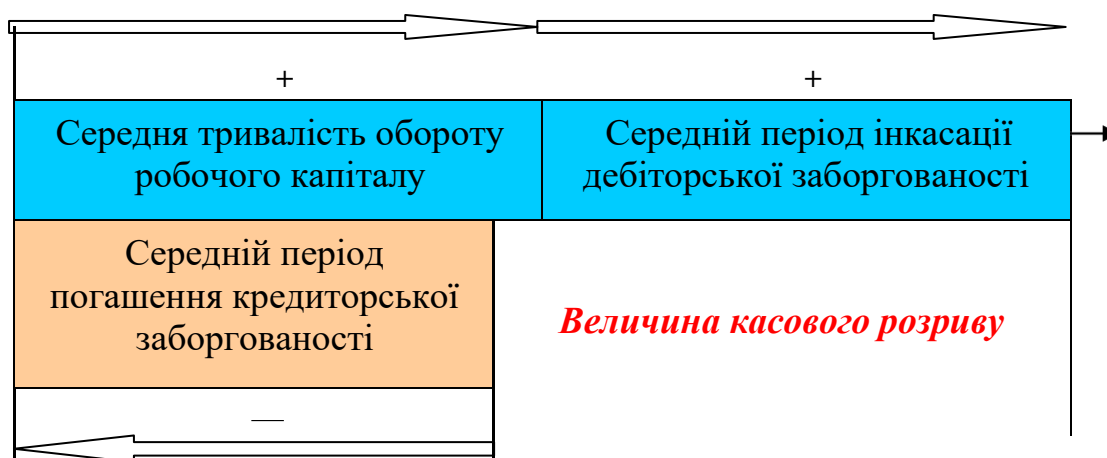 +
+
Середня тривалість обороту
робочого капіталу
Середній період інкасації
дебіторської заборгованості
Середній період
погашення кредиторської
заборгованості
Величина касового розриву
—